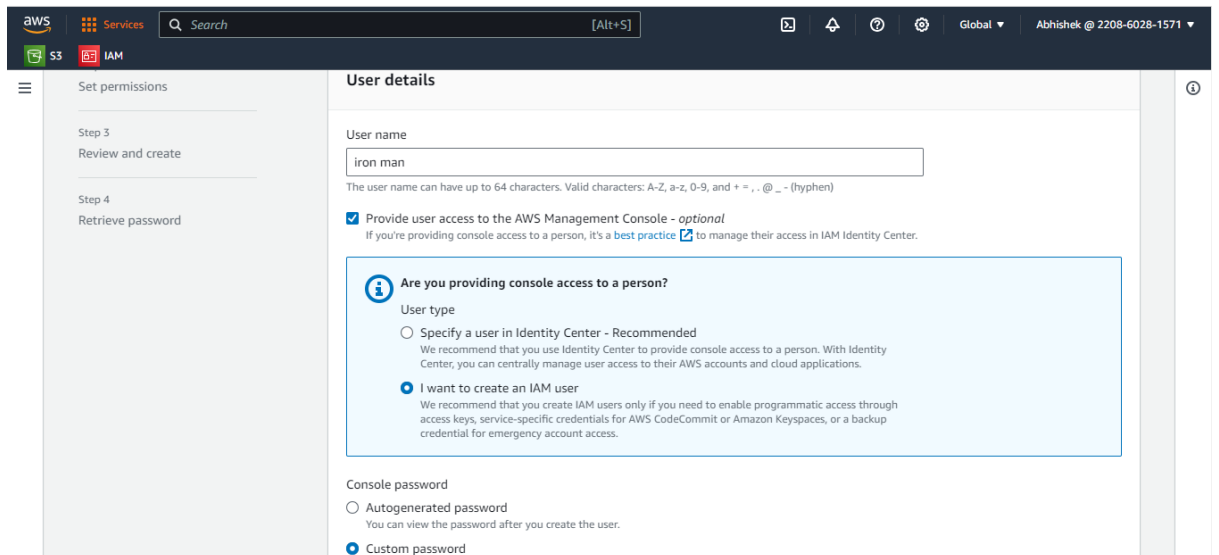 aws
Services
Search
[Alt+S]
Global ▼
Abhishek @ 2208-6028-1571 ▼
S3
IAM
Set permissions
Step 3
Review and create
Step 4
Retrieve password
User details
User name
iron man
The user name can have up to 64 characters. Valid characters: A-Z, a-z, 0-9, and + = , . @ _ - (hyphen)
Provide user access to the AWS Management Console - optional
If you're providing console access to a person, it's a best practice to manage their access in IAM Identity Center.
Are you providing console access to a person?
User type
Specify a user in Identity Center - Recommended
We recommend that you use Identity Center to provide console access to a person. With Identity
Center, you can centrally manage user access to their AWS accounts and cloud applications.
I want to create an IAM user
We recommend that you create IAM users only if you need to enable programmatic access through
access keys, service-specific credentials for AWS CodeCommit or Amazon Keyspaces, or a backup
credential for emergency account access.
Console password
Autogenerated password
You can view the password after you create the user.
Custom password